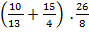 (10/13 + 15/4) . 26/8